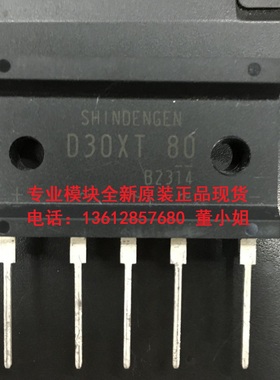 SHINDENGEN
D30XT 80
B2314
+
专业模块全新原装正品现货
电话：13612857680 董小姐